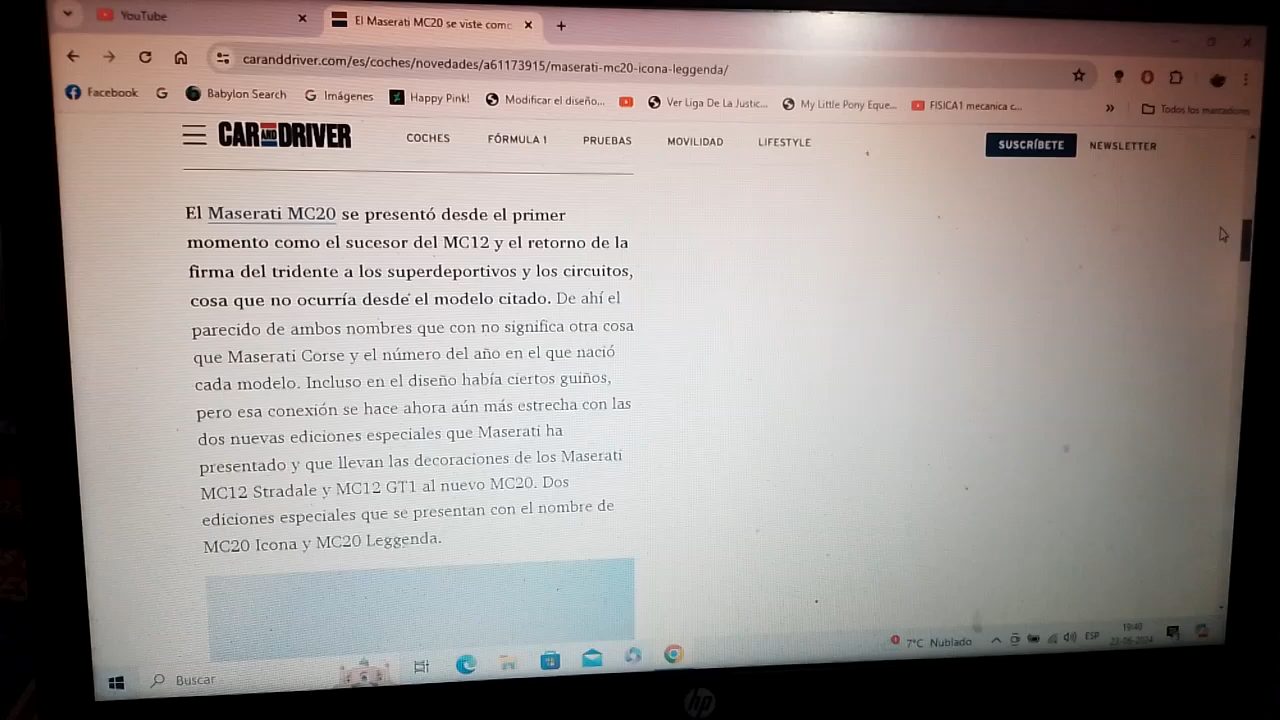 YouTube
El Maserati MC20 se viste como
caranddriver.com/es/coches/novedades/a61173915/maserati-mc20-icona-leggenda/
Facebook
Babylon Search
Imágenes
Happy Pink!
Modificar el diseño...
Ver Liga De La Justic...
My Little Pony Eque...
FISICA1 mecanica c...
Todos los marcadores
CAR AND DRIVER
COCHES
FÓRMULA 1
PRUEBAS
MOVILIDAD
LIFESTYLE
SUSCRÍBETE
NEWSLETTER
El Maserati MC20 se presentó desde el primer
momento como el sucesor del MC12 y el retorno de la
firma del tridente a los superdeportivos y los circuitos,
cosa que no ocurría desde el modelo citado. De ahí el
parecido de ambos nombres que con no significa otra cosa
que Maserati Corse y el número del año en el que nació
cada modelo. Incluso en el diseño había ciertos guiños,
pero esa conexión se hace ahora aún más estrecha con las
dos nuevas ediciones especiales que Maserati ha
presentado y que llevan las decoraciones de los Maserati
MC12 Stradale y MC12 GT1 al nuevo MC20. Dos
ediciones especiales que se presentan con el nombre de
MC20 Icona y MC20 Leggenda.
Buscar
7°C Nublado
ESP
19:40
23-06-2024
hp